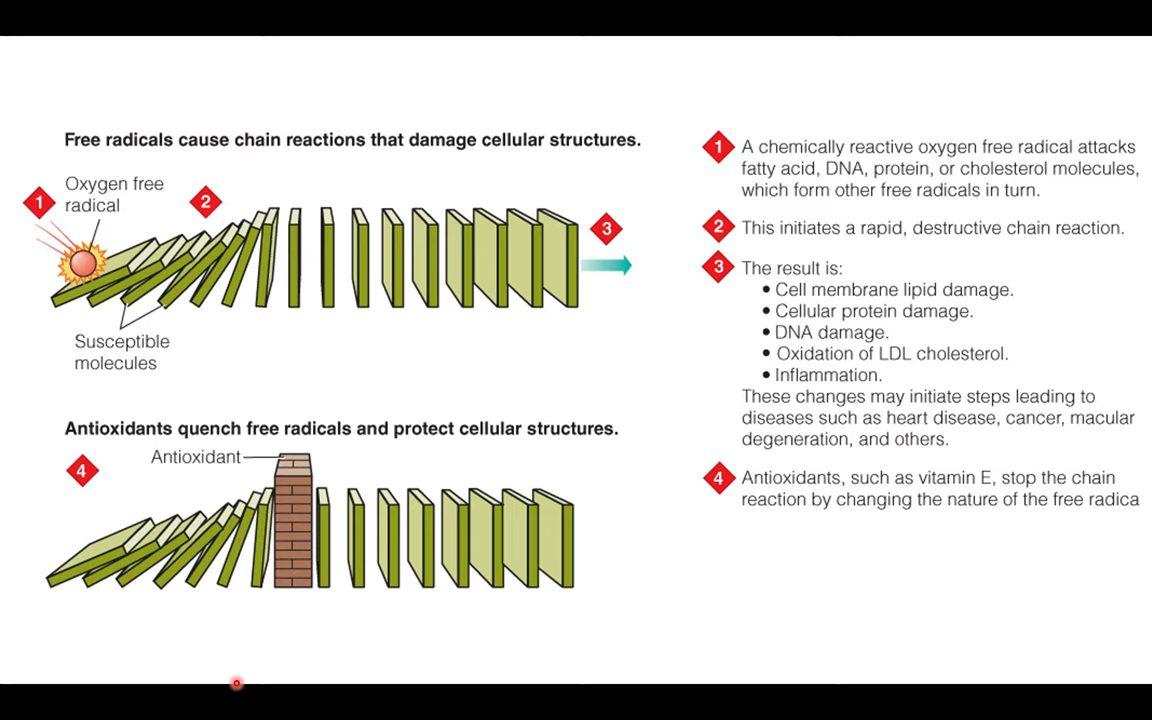 Free radicals cause chain reactions that damage cellular structures.
1
Oxygen free
radical
2
3
Susceptible
molecules
Antioxidants quench free radicals and protect cellular structures.
4
Antioxidant
1 A chemically reactive oxygen free radical attacks
fatty acid, DNA, protein, or cholesterol molecules,
which form other free radicals in turn.
2 This initiates a rapid, destructive chain reaction.
3 The result is:
• Cell membrane lipid damage.
• Cellular protein damage.
• DNA damage.
• Oxidation of LDL cholesterol.
• Inflammation.
These changes may initiate steps leading to
diseases such as heart disease, cancer, macular
degeneration, and others.
4 Antioxidants, such as vitamin E, stop the chain
reaction by changing the nature of the free radica